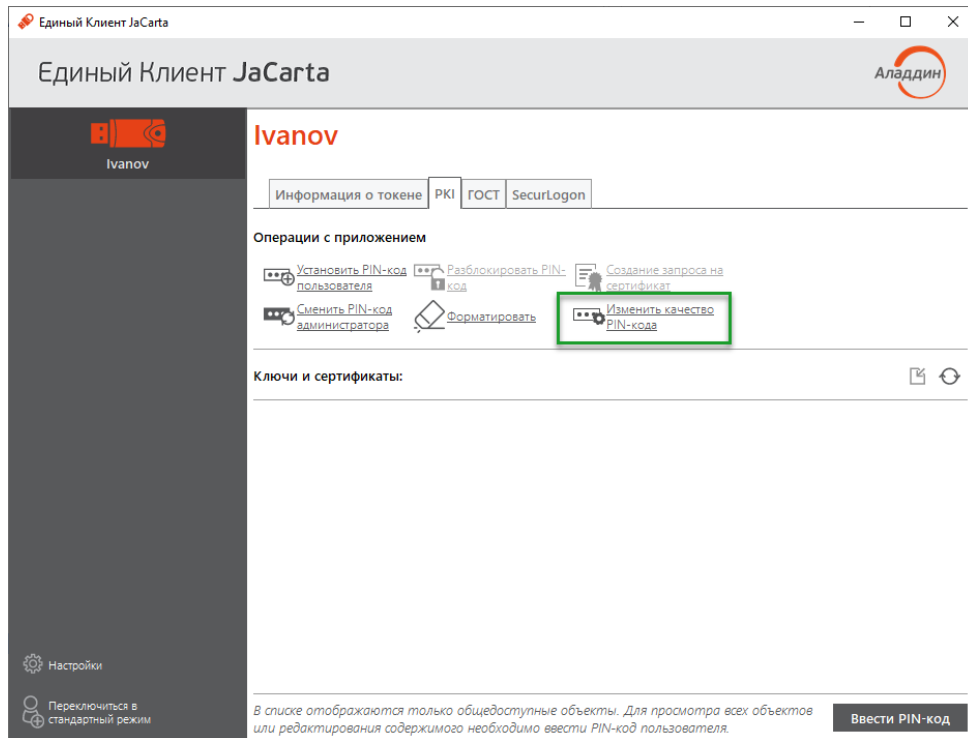 Единый Клиент JaCarta
Единый Клиент JaCarta
Аладдин
Ivanov
Ivanov
Информация о токене PKI ГОСТ SecurLogon
Операции с приложением
Установить PIN-код
пользователя
Разблокировать PIN-
код
Создание запроса на
сертификат
Сменить PIN-код
администратора
Форматировать
Изменить качество
PIN-кода
Ключи и сертификаты:
Настройки
Переключиться в
стандартный режим
В списке отображаются только общедоступные объекты. Для просмотра всех объектов
или редактирования содержимого необходимо ввести PIN-код пользователя.
Ввести PIN-код